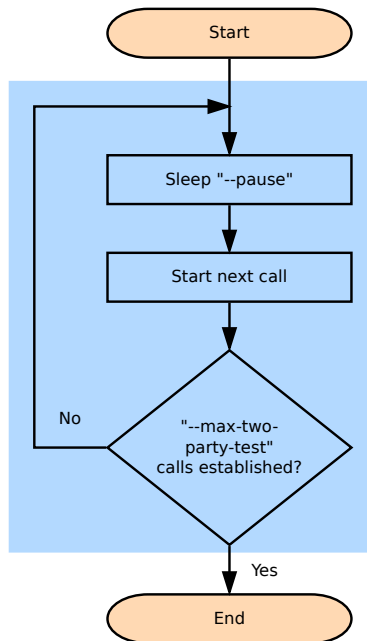 Start
Sleep "--pause"
Start next call
"--max-two-
party-test"
calls established?
No
Yes
End